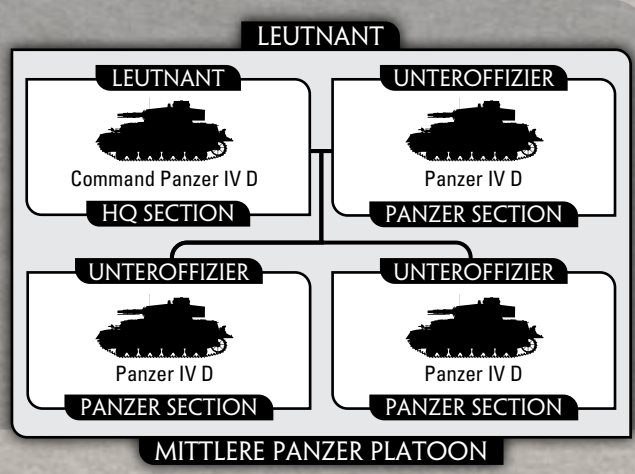 LEUTNANT
LEUTNANT
Command Panzer IV D
HQ SECTION
UNTEROFFIZIER
Panzer IV D
PANZER SECTION
UNTEROFFIZIER
Panzer IV D
PANZER SECTION
UNTEROFFIZIER
Panzer IV D
PANZER SECTION
MITTLERE PANZER PLATOON